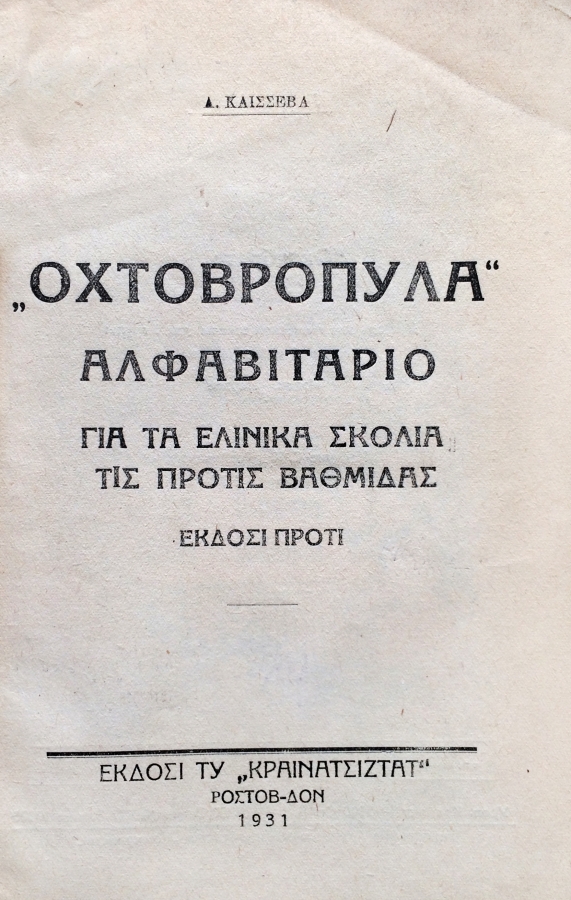 Α. ΚΑΙΣΣΕΒΑ
„ΟΧΤΟΒΡΟΠΥΛΑ“
ΑΛΦΑΒΙΤΑΡΙΟ
ΓΙΑ ΤΑ ΕΛΙΝΙΚΑ ΣΚΟΛΙΑ
ΤΙΣ ΠΡΟΤΙΣ ΒΑΘΜΙΔΑΣ
ΕΚΔΟΣΙ ΠΡΟΤΙ
ΕΚΔΟΣΙ ΤΥ „ΚΡΑΙΝΑΤΣΙΖΤΑΤ“
ΡΟΣΤΟΒ-ΔΟΝ
1931